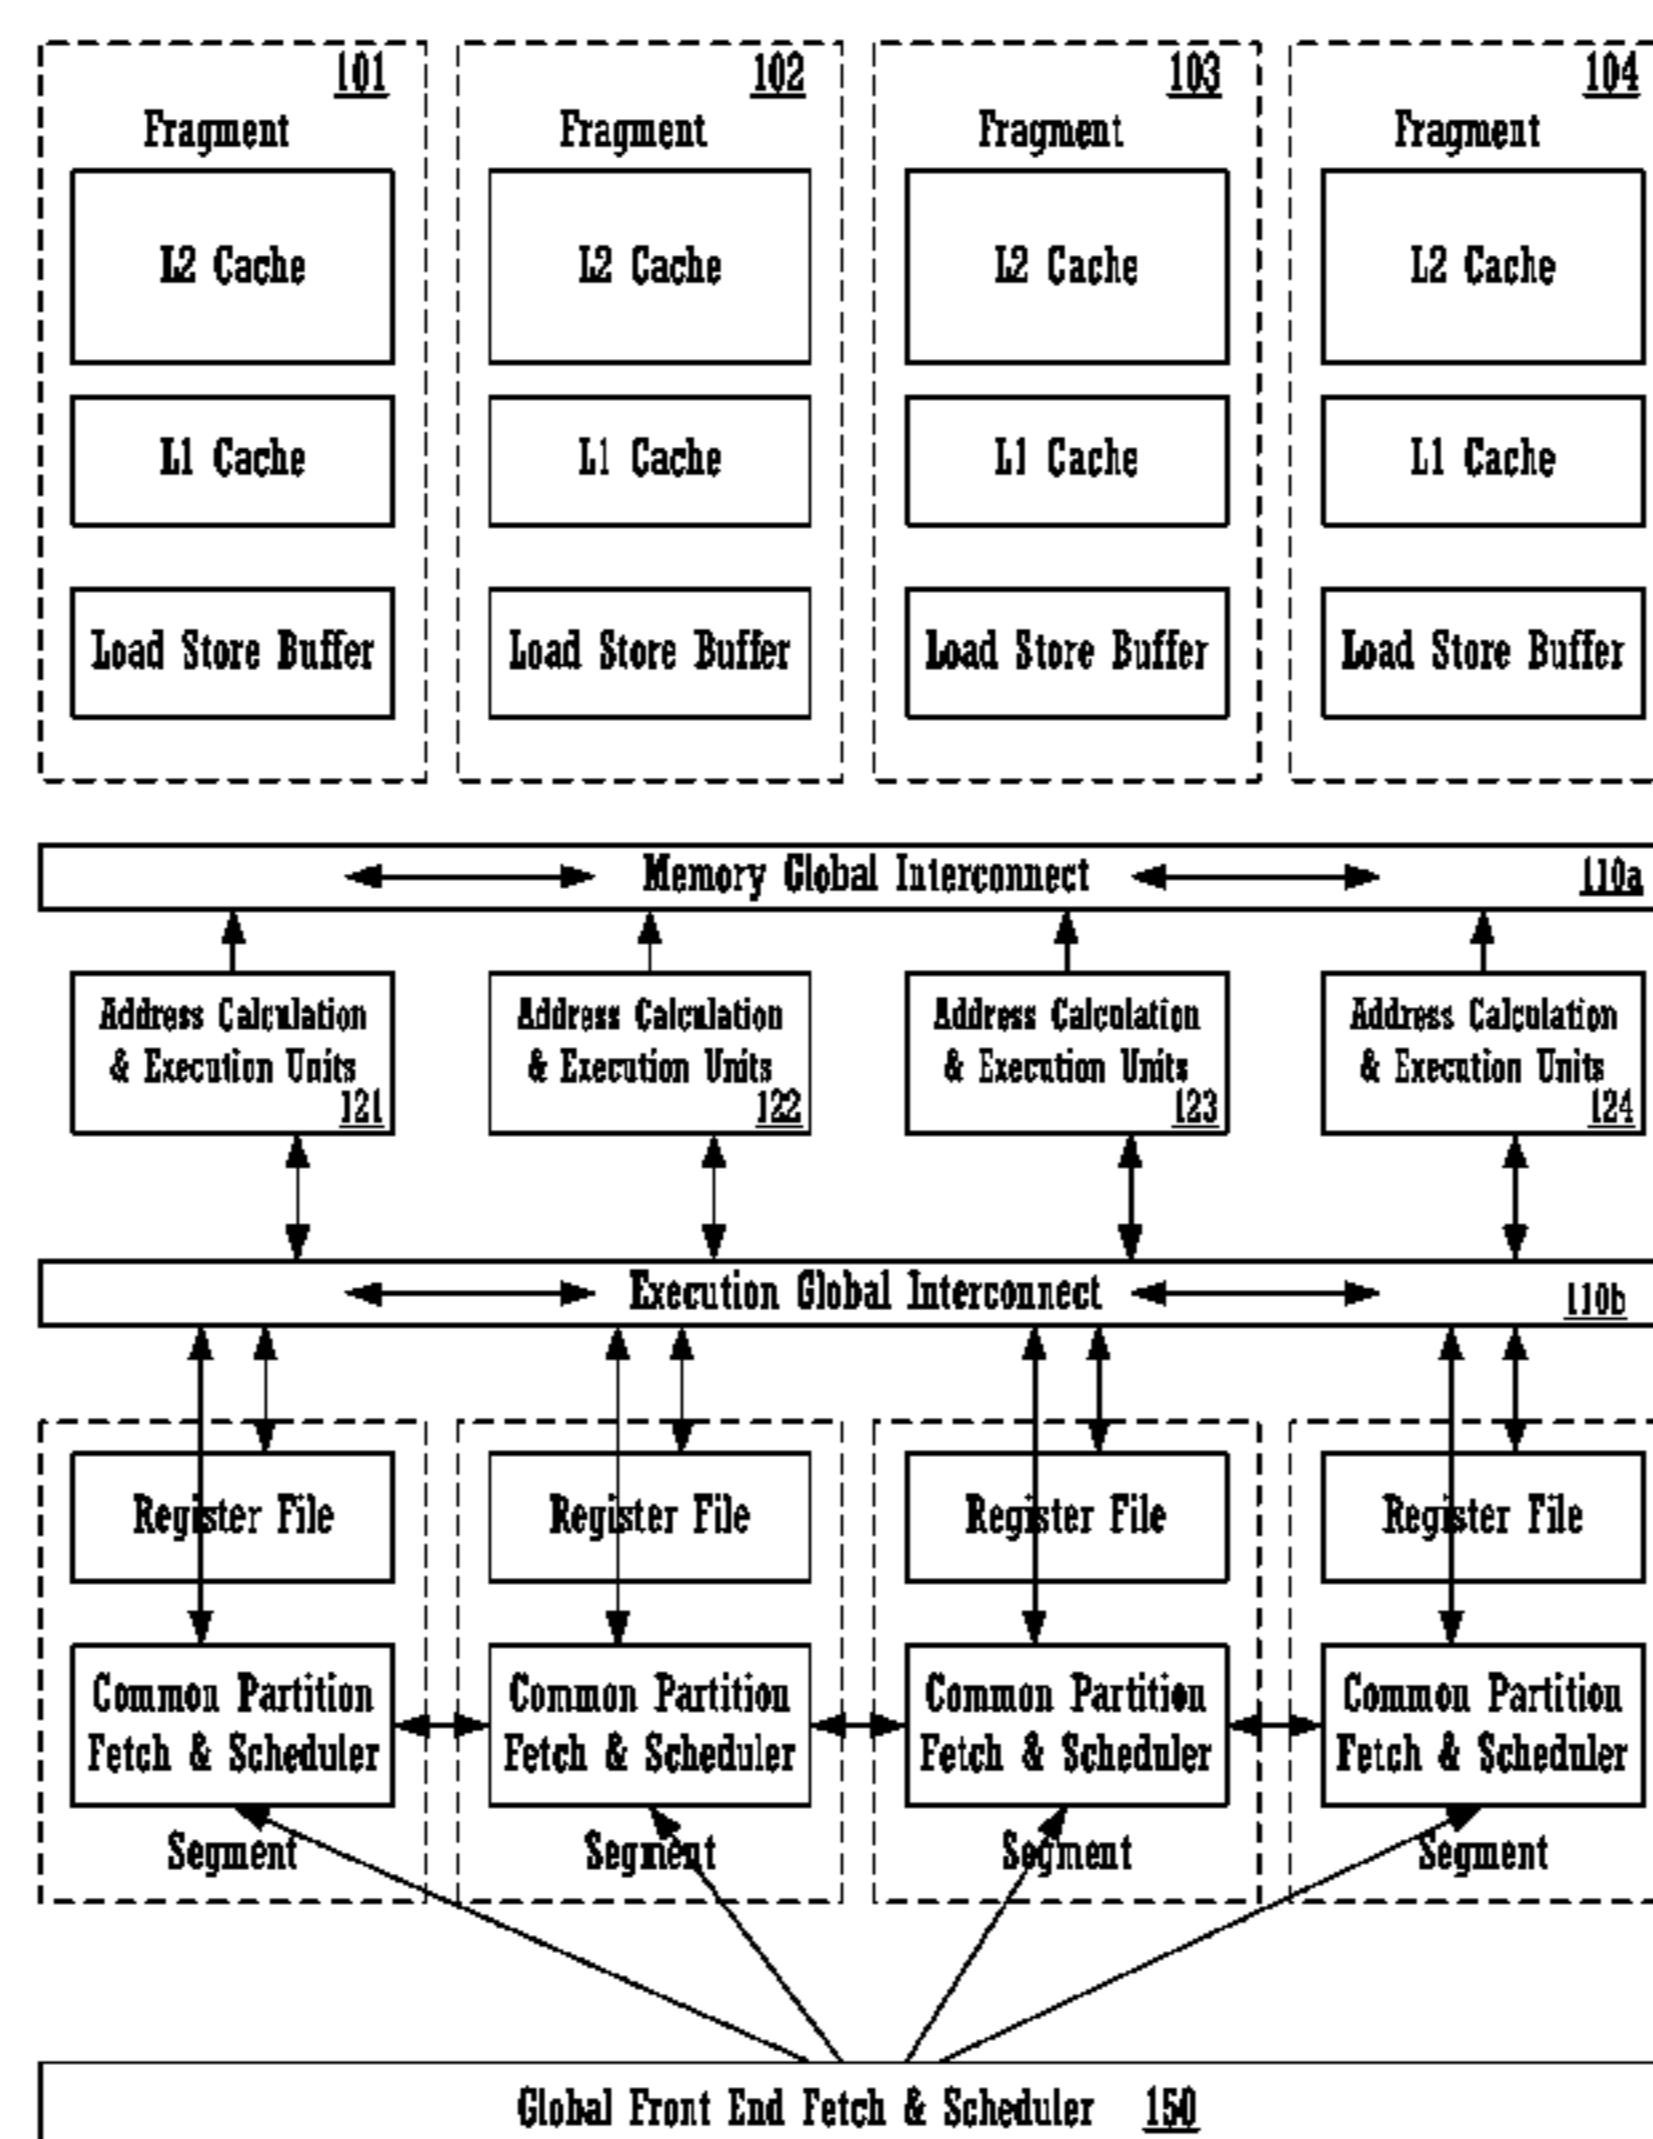 101 102 103 104
Fragment Fragment Fragment Fragment
L2 Cache L2 Cache L2 Cache L2 Cache
L1 Cache L1 Cache L1 Cache L1 Cache
Load Store Buffer Load Store Buffer Load Store Buffer Load Store Buffer
Memory Global Interconnect 110a
Address Calculation Address Calculation Address Calculation Address Calculation
& Execution Units & Execution Units & Execution Units & Execution Units
121 122 123 124
Execution Global Interconnect 110b
Register File Register File Register File Register File
Common Partition Common Partition Common Partition Common Partition
Fetch & Scheduler Fetch & Scheduler Fetch & Scheduler Fetch & Scheduler
Segment Segment Segment Segment
Global Front End Fetch & Scheduler 150